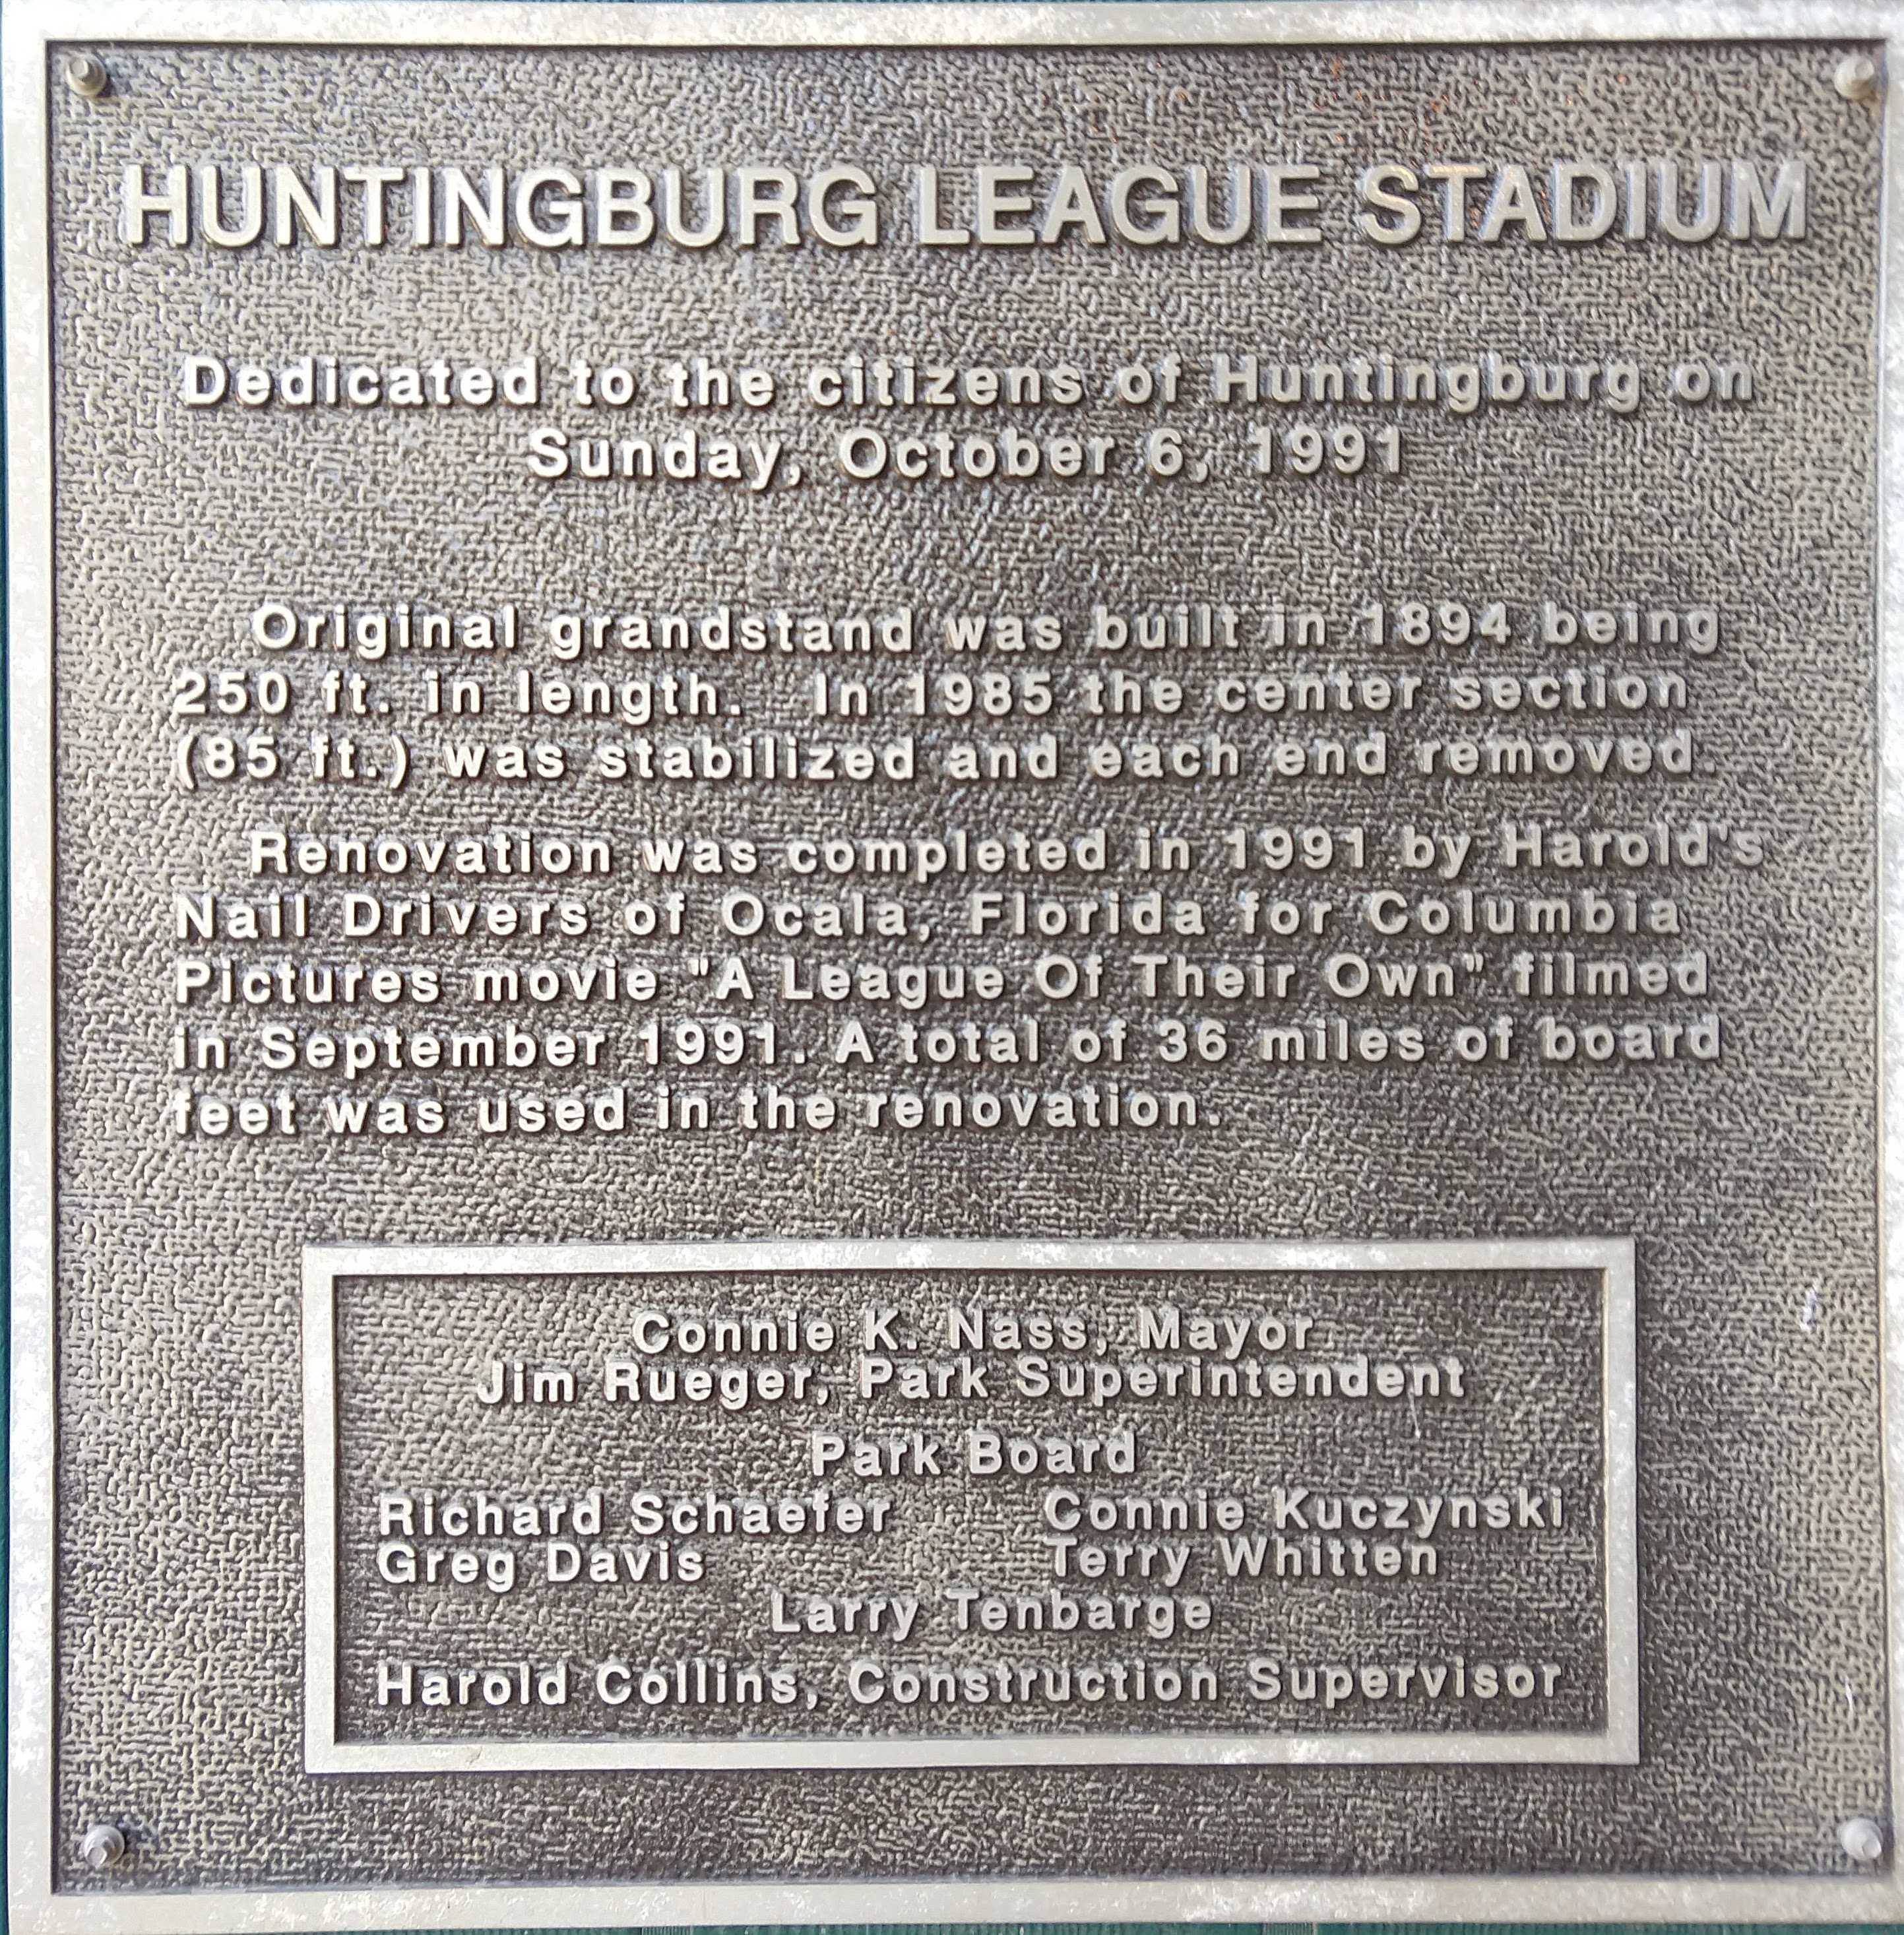 HUNTINGBURG LEAGUE STADIUM
Dedicated to the citizens of Huntingburg on
Sunday, October 6, 1991
Original grandstand was built in 1894 being
250 ft. in length. In 1985 the center section
(85 ft.) was stabilized and each end removed.
Renovation was completed in 1991 by Harold's
Nail Drivers of Ocala, Florida for Columbia
Pictures movie "A League Of Their Own" filmed
in September 1991. A total of 36 miles of board
feet was used in the renovation.
Connie K. Nass, Mayor
Jim Rueger, Park Superintendent
Park Board
Richard Schaefer Connie Kuczynski
Greg Davis Terry Whitten
Larry Tenbarge
Harold Collins, Construction Supervisor